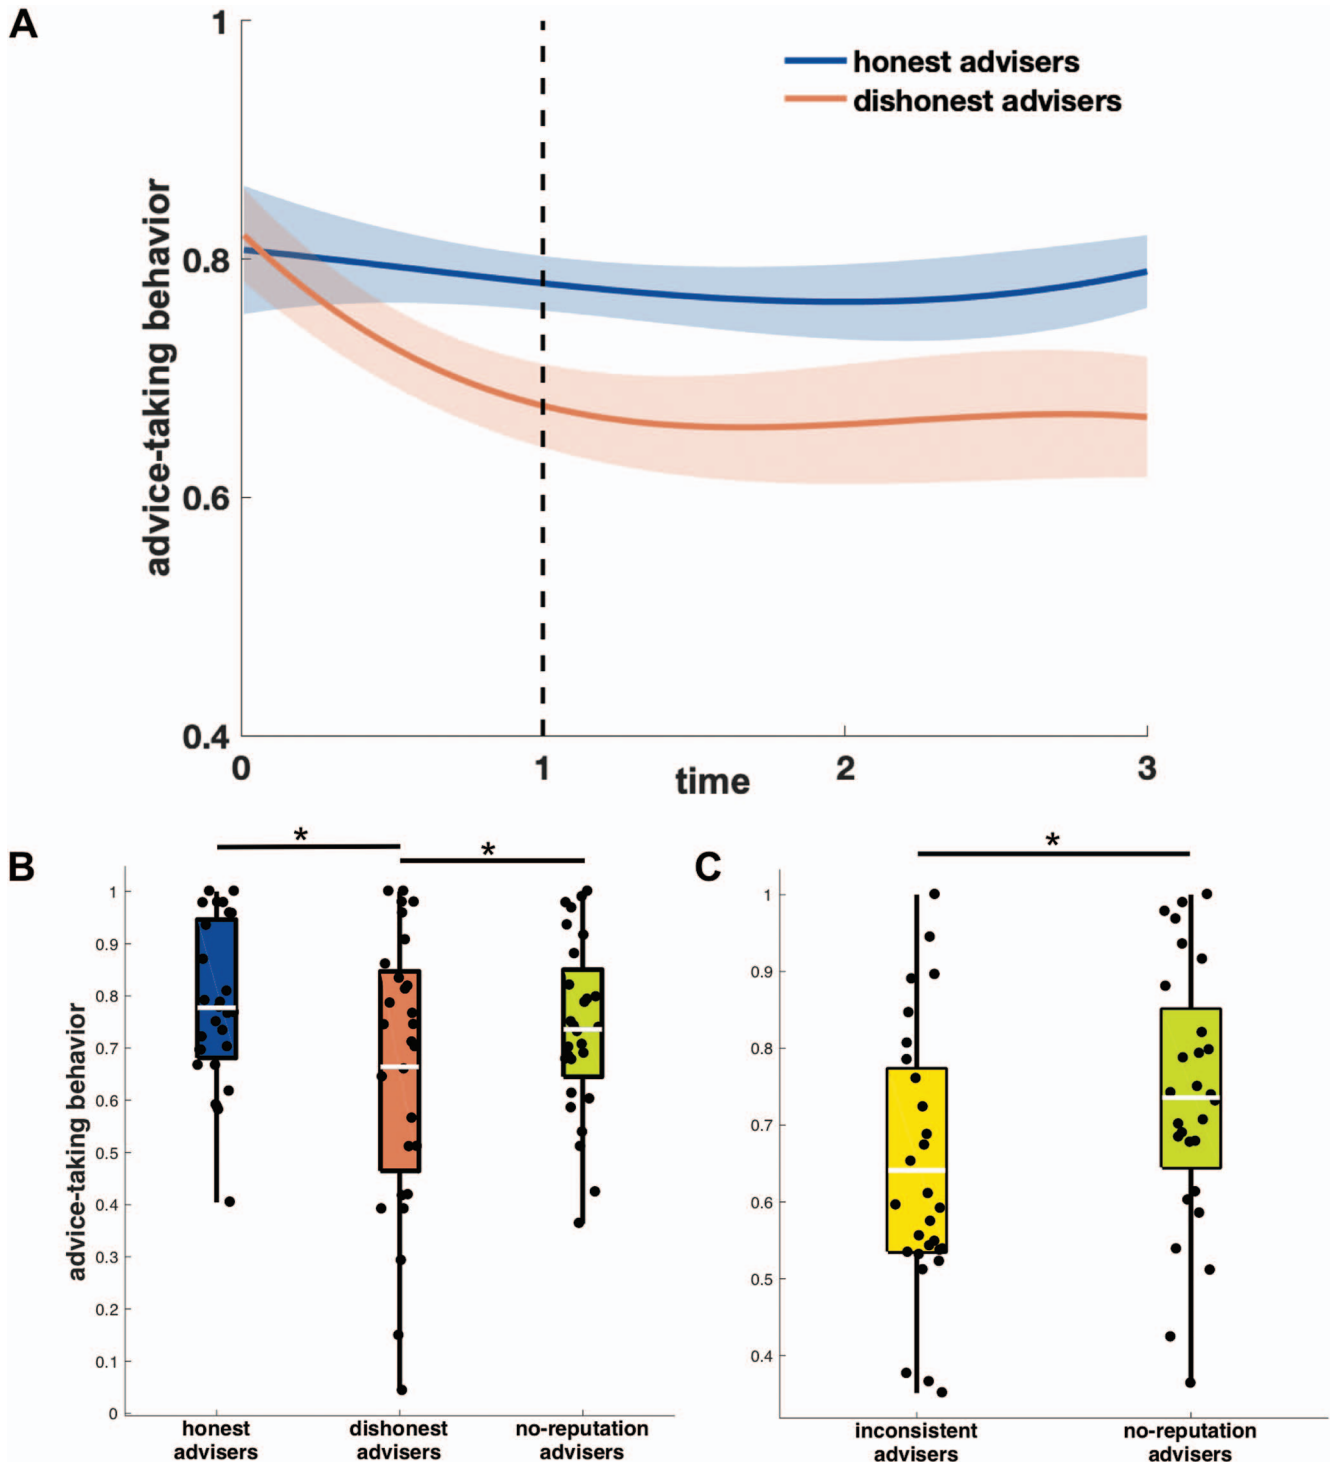 A
1
honest advisers
dishonest advisers
advice-taking behavior
0.8
0.6
0.4
0
1
time
2
3
B
*
*
advice-taking behavior
1
0.9
0.8
0.7
0.6
0.5
0.4
0.3
0.2
0.1
0
honest
advisers
dishonest
advisers
no-reputation
advisers
C
*
1
0.9
0.8
0.7
0.6
0.5
0.4
inconsistent
advisers
no-reputation
advisers